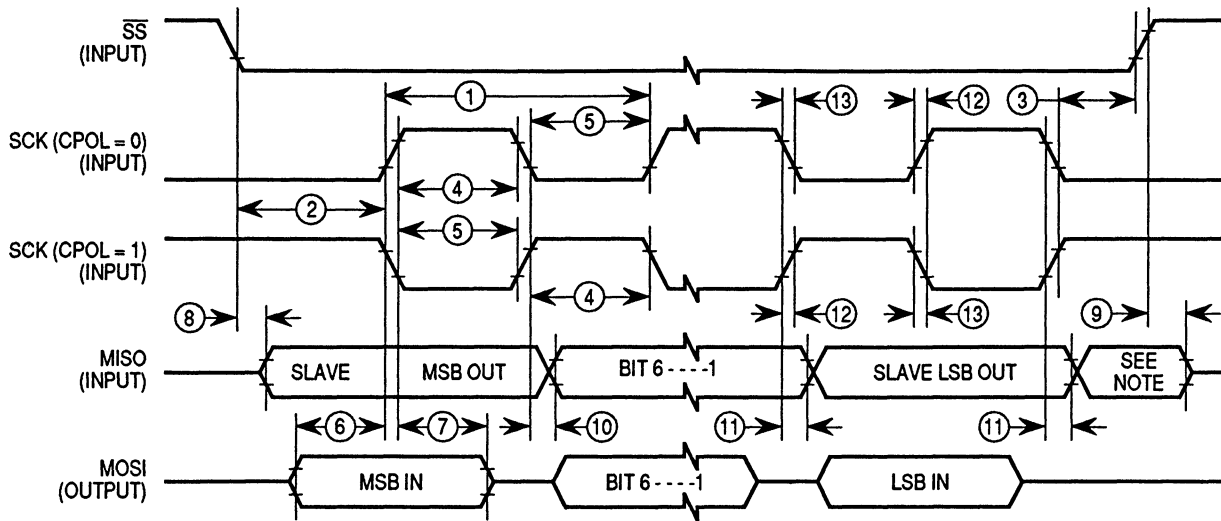 SS
(INPUT)
1
13
12
3
5
SCK (CPOL = 0)
(INPUT)
4
2
5
SCK (CPOL = 1)
(INPUT)
4
12
13
8
9
MISO
(INPUT)
SLAVE
MSB OUT
BIT 6 - - - - 1
SLAVE LSB OUT
SEE
NOTE
6
7
10
11
11
MOSI
(OUTPUT)
MSB IN
BIT 6 - - - - 1
LSB IN